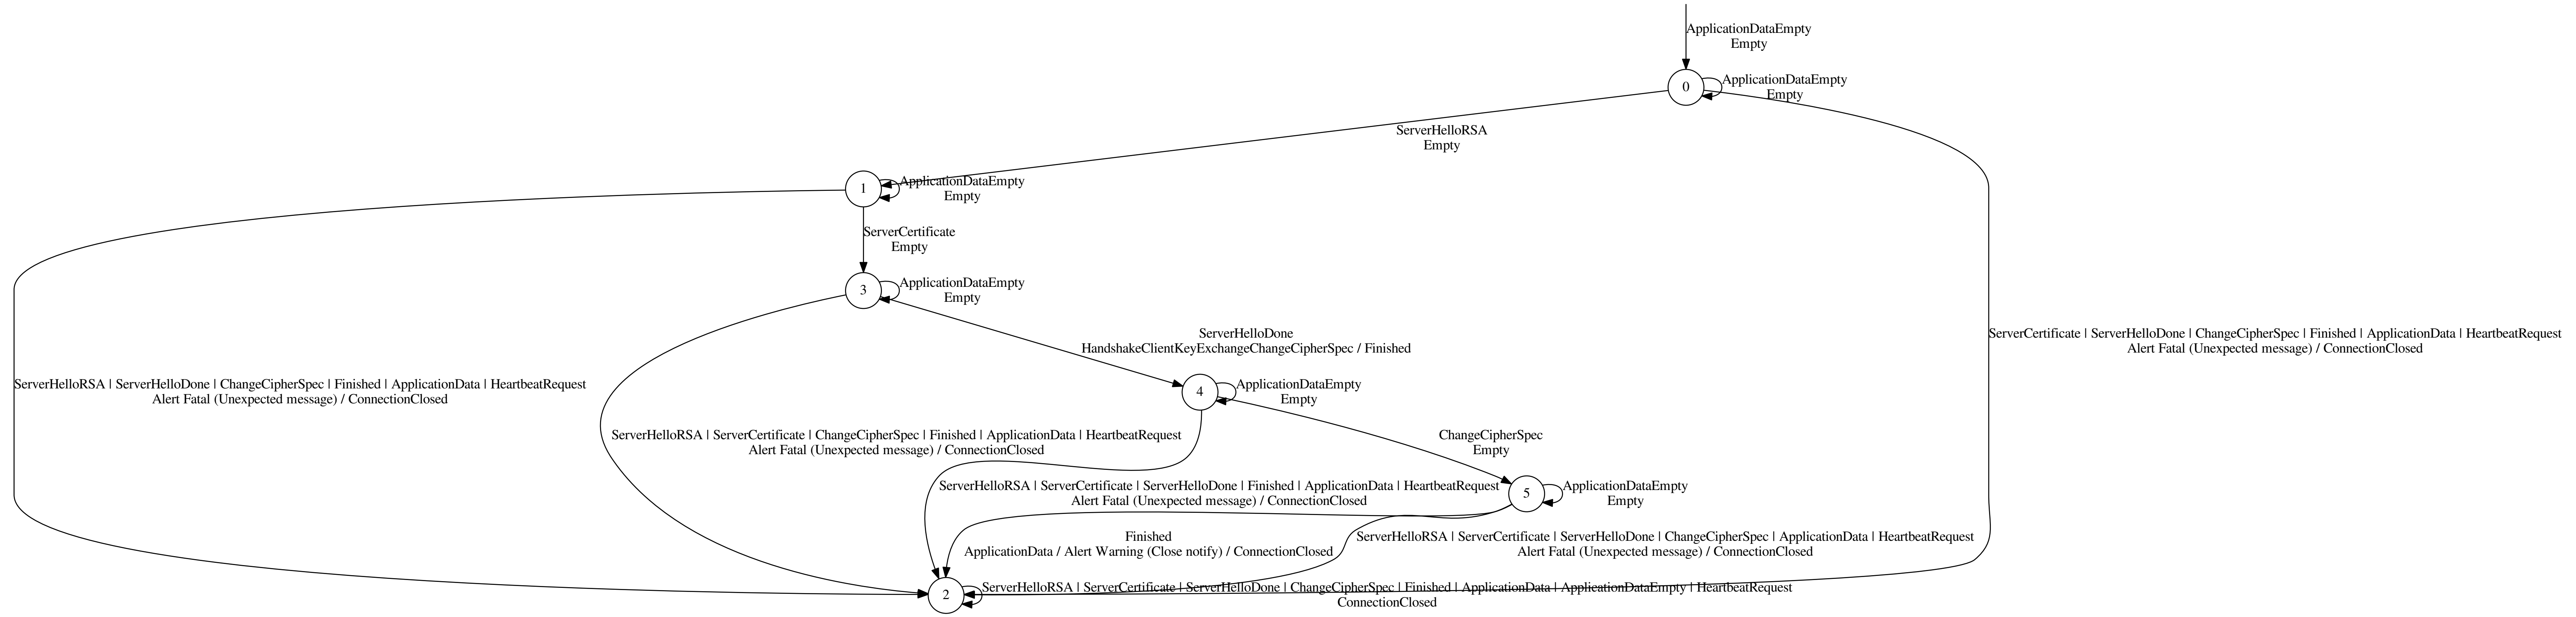 ApplicationDataEmpty
Empty
0
ApplicationDataEmpty
Empty
ServerHelloRSA
Empty
1
ApplicationDataEmpty
Empty
ServerCertificate
Empty
3
ApplicationDataEmpty
Empty
ServerHelloDone
HandshakeClientKeyExchangeChangeCipherSpec / Finished
ServerCertificate | ServerHelloDone | ChangeCipherSpec | Finished | ApplicationData | HeartbeatRequest
Alert Fatal (Unexpected message) / ConnectionClosed
ServerHelloRSA | ServerHelloDone | ChangeCipherSpec | Finished | ApplicationData | HeartbeatRequest
Alert Fatal (Unexpected message) / ConnectionClosed
4
ApplicationDataEmpty
Empty
ServerHelloRSA | ServerCertificate | ChangeCipherSpec | Finished | ApplicationData | HeartbeatRequest
Alert Fatal (Unexpected message) / ConnectionClosed
ChangeCipherSpec
Empty
ServerHelloRSA | ServerCertificate | ServerHelloDone | Finished | ApplicationData | HeartbeatRequest
Alert Fatal (Unexpected message) / ConnectionClosed
5
ApplicationDataEmpty
Empty
Finished
ApplicationData / Alert Warning (Close notify) / ConnectionClosed
ServerHelloRSA | ServerCertificate | ServerHelloDone | ChangeCipherSpec | ApplicationData | HeartbeatRequest
Alert Fatal (Unexpected message) / ConnectionClosed
2
ServerHelloRSA | ServerCertificate | ServerHelloDone | ChangeCipherSpec | Finished | ApplicationData | ApplicationDataEmpty | HeartbeatRequest
ConnectionClosed